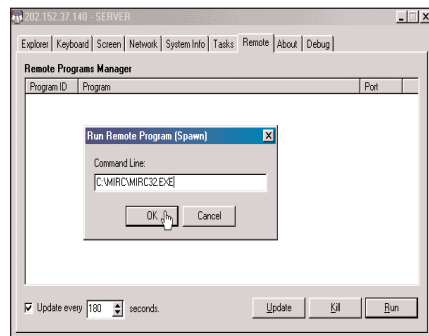 202.152.37.140 - SERVER
Explorer Keyboard Screen Network System Info Tasks Remote About Debug
Remote Programs Manager
Program ID Program Port
Run Remote Program (Spawn)
Command Line:
C:\MIRC\MIRC32.EXE
OK Cancel
Update every 180 seconds. Update Kill Run